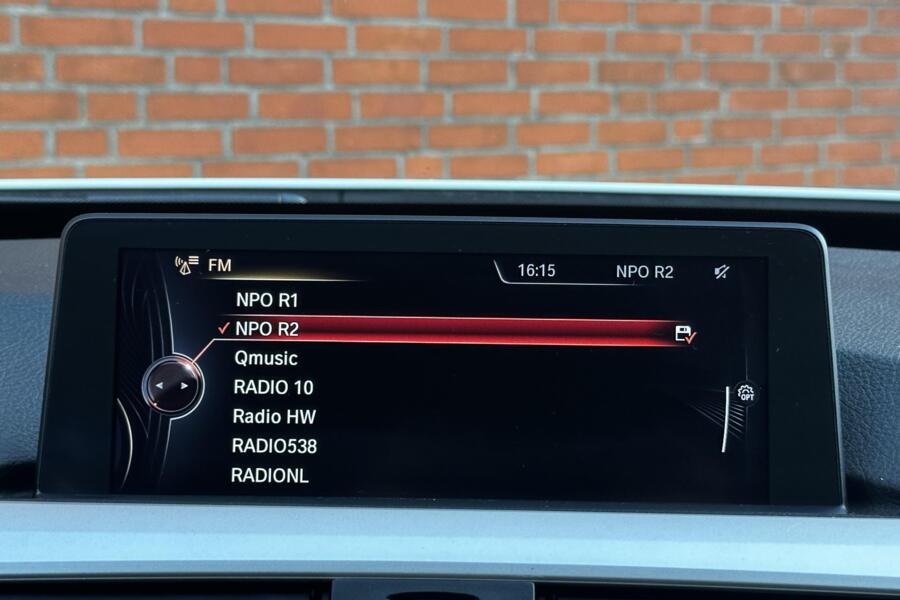 FM 16:15 NPO R2
NPO R1
NPO R2
Qmusic
RADIO 10
Radio HW
RADIO538
RADIONL
OPT